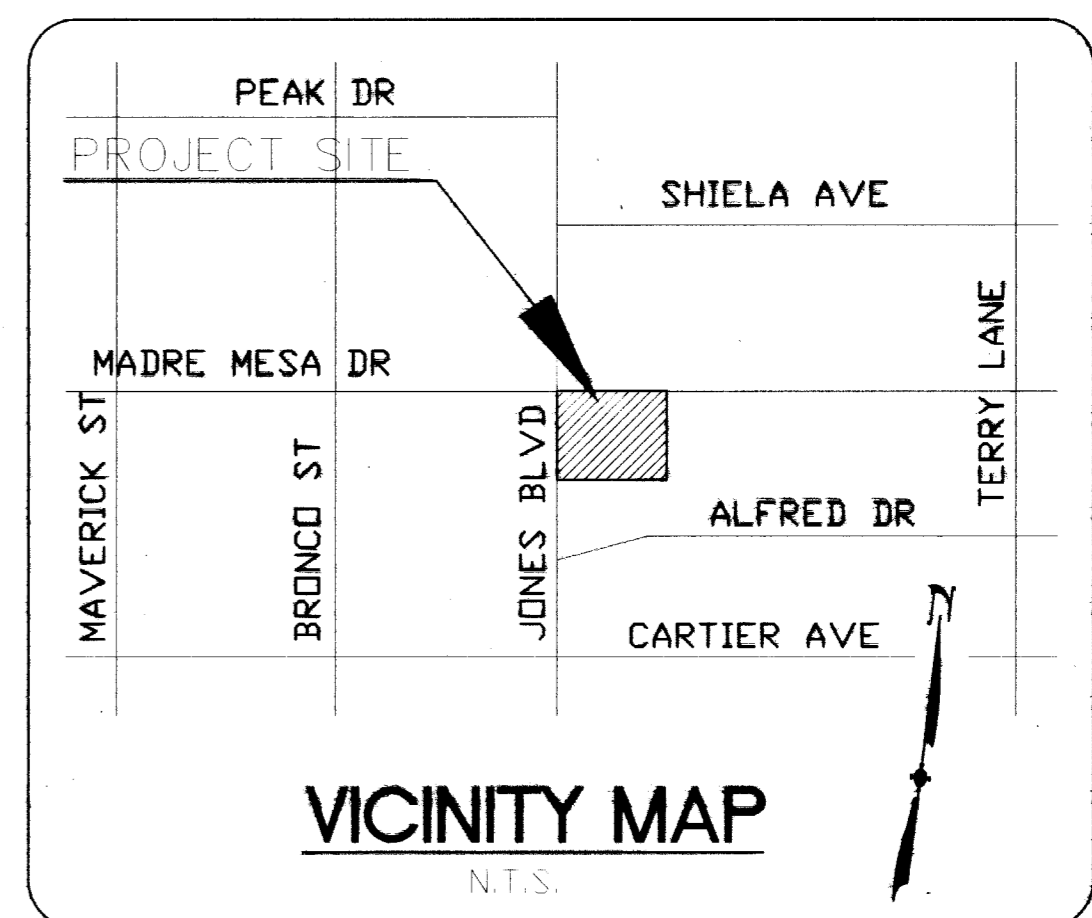 PEAK DR
PROJECT SITE
SHIELA AVE
MADRE MESA DR
TERRY LANE
MAVERICK ST
BRONCO ST
JONES BLVD
ALFRED DR
CARTIER AVE
N
VICINITY MAP
N.T.S.